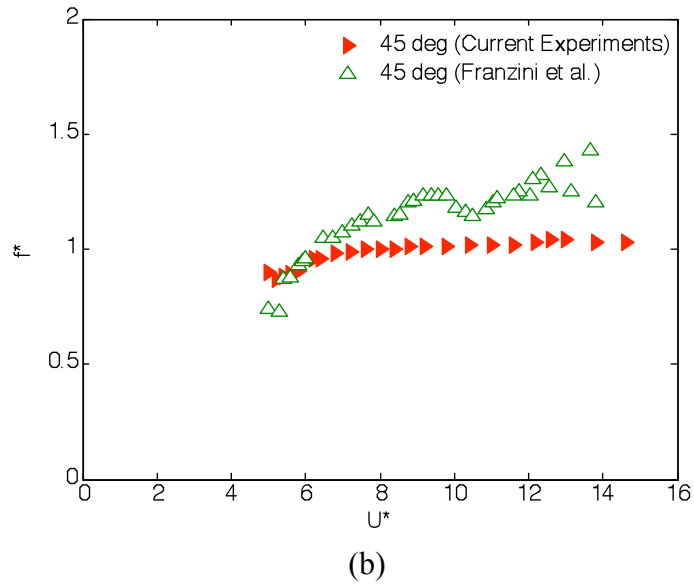 2
45 deg (Current Experiments)
45 deg (Franzini et al.)
1.5
1
f*
0.5
0
0 2 4 6 8 10 12 14 16
U*
(b)